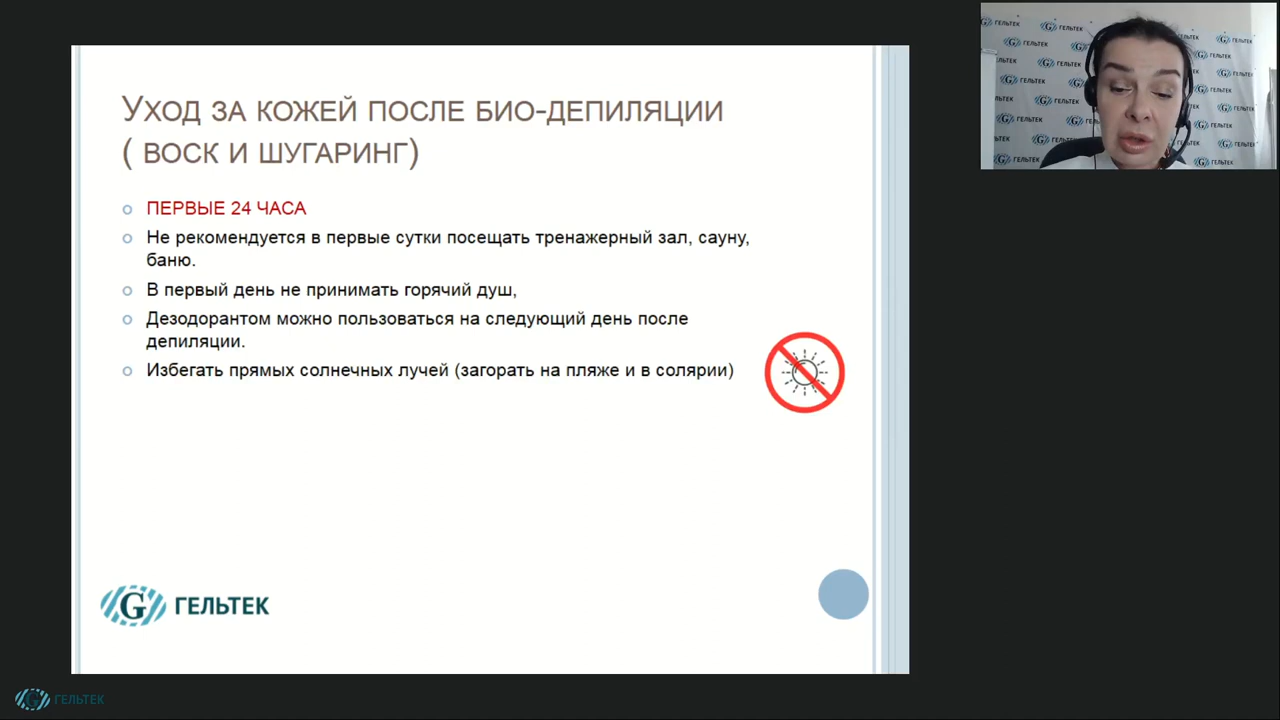 УХОД ЗА КОЖЕЙ ПОСЛЕ БИО-ДЕПИЛЯЦИИ
( ВОСК И ШУГАРИНГ)
ПЕРВЫЕ 24 ЧАСА
Не рекомендуется в первые сутки посещать тренажерный зал, сауну,
баню.
В первый день не принимать горячий душ,
Дезодорантом можно пользоваться на следующий день после
депиляции.
Избегать прямых солнечных лучей (загорать на пляже и в солярии)
G ГЕЛЬТЕК
G ГЕЛЬТЕК